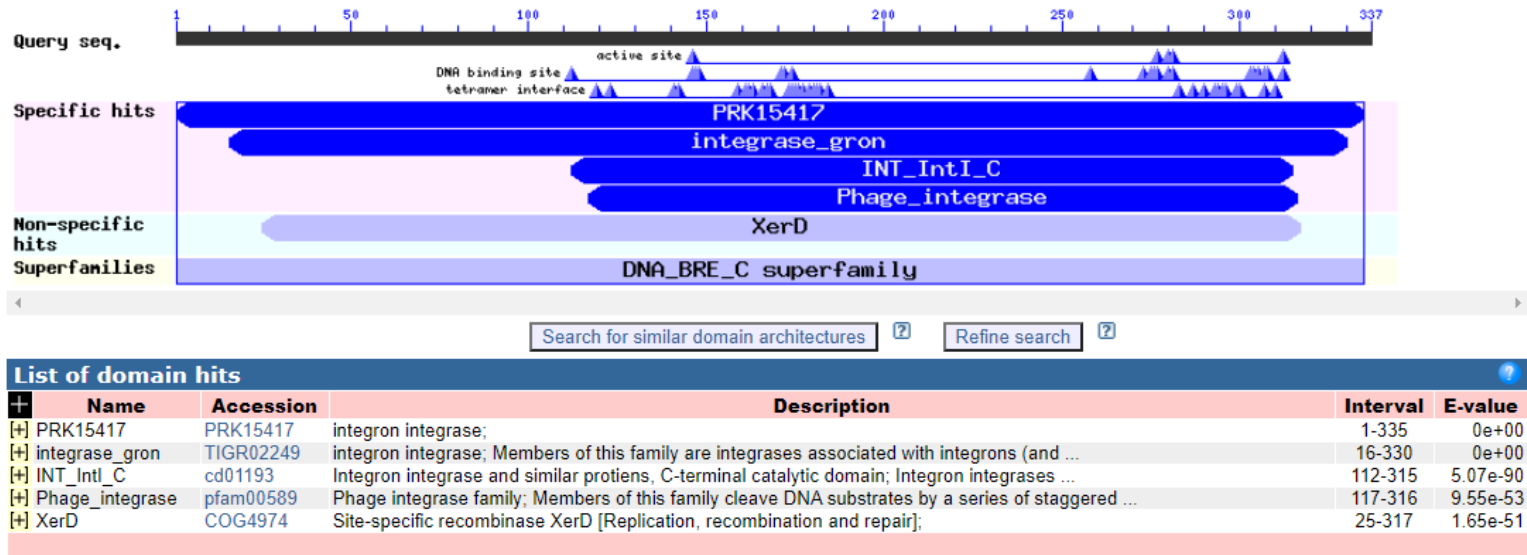 1 50 100 150 200 250 300 337
Query seq.
active site
DNA binding site
tetramer interface
Specific hits
PRK15417
integrase_gron
INT_IntI_C
Phage_integrase
Non-specific
hits
XerD
Superfamilies
DNA_BRE_C superfamily
Search for similar domain architectures ? Refine search ?
List of domain hits ?
+ Name Accession Description Interval E-value
[+] PRK15417 PRK15417 integron integrase; 1-335 0e+00
[+] integrase_gron TIGR02249 integron integrase; Members of this family are integrases associated with integrons (and ... 16-330 0e+00
[+] INT_IntI_C cd01193 Integron integrase and similar protiens, C-terminal catalytic domain; Integron integrases ... 112-315 5.07e-90
[+] Phage_integrase pfam00589 Phage integrase family; Members of this family cleave DNA substrates by a series of staggered ... 117-316 9.55e-53
[+] XerD COG4974 Site-specific recombinase XerD [Replication, recombination and repair]; 25-317 1.65e-51